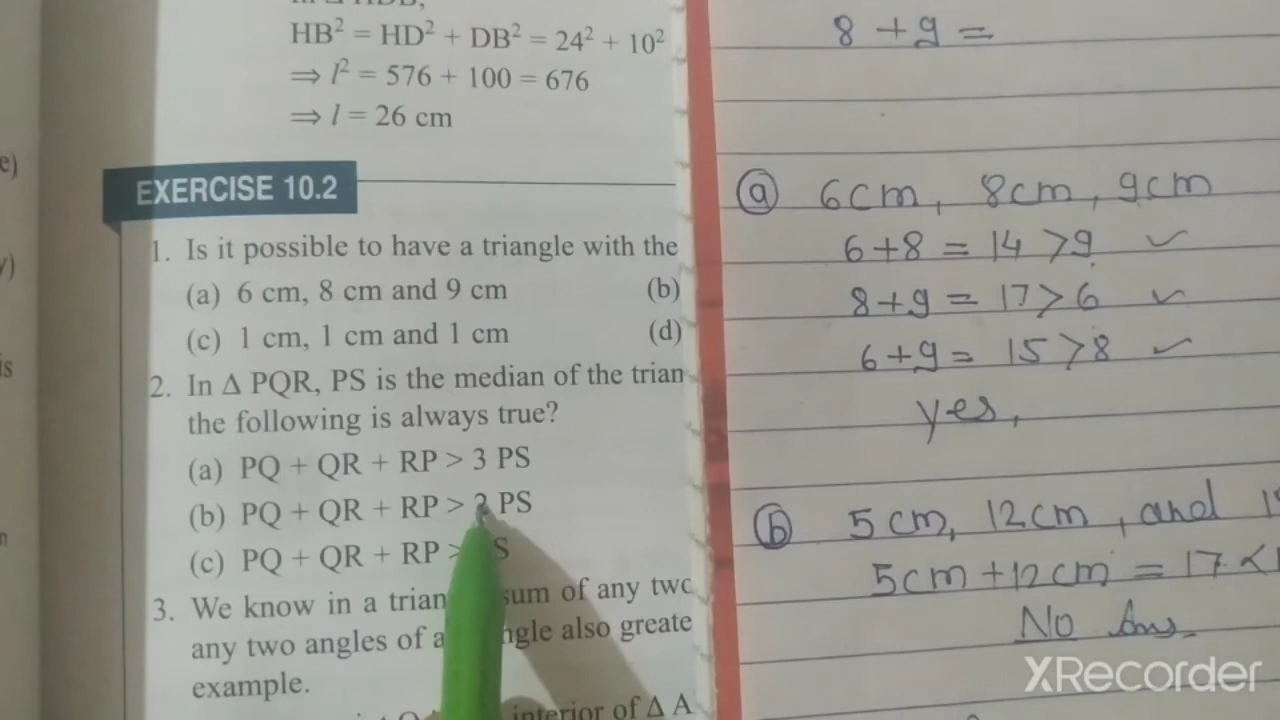 HB² = HD² + DB² = 24² + 10²
⇒ l² = 576 + 100 = 676
⇒ l = 26 cm
EXERCISE 10.2
1. Is it possible to have a triangle with the
(a) 6 cm, 8 cm and 9 cm (b)
(c) 1 cm, 1 cm and 1 cm (d)
2. In Δ PQR, PS is the median of the trian
the following is always true?
(a) PQ + QR + RP > 3 PS
(b) PQ + QR + RP > 2 PS
(c) PQ + QR + RP > S
3. We know in a trian sum of any two
any two angles of a ngle also greate
example.
interior of Δ A
8 + 9 =
(a) 6cm, 8cm, 9cm
6 + 8 = 14 > 9 ✓
8 + 9 = 17 > 6 ✓
6 + 9 = 15 > 8 ✓
yes,
(b) 5cm, 12cm, and
5cm + 12cm = 17 <
No Ans.
XRecorder